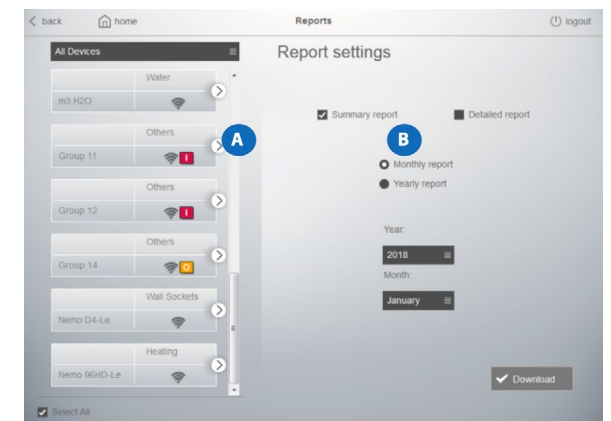 back
home
Reports
logout
All Devices
Report settings
Water
m3 H2O
Summary report
Detailed report
A
B
Others
Group 11
I
Monthly report
Yearly report
Others
Group 12
I
Year:
2018
Others
Group 14
O
Month:
January
Wall Sockets
Nemo D4-Le
Heating
Nemo 96HD-Le
Download
Select All